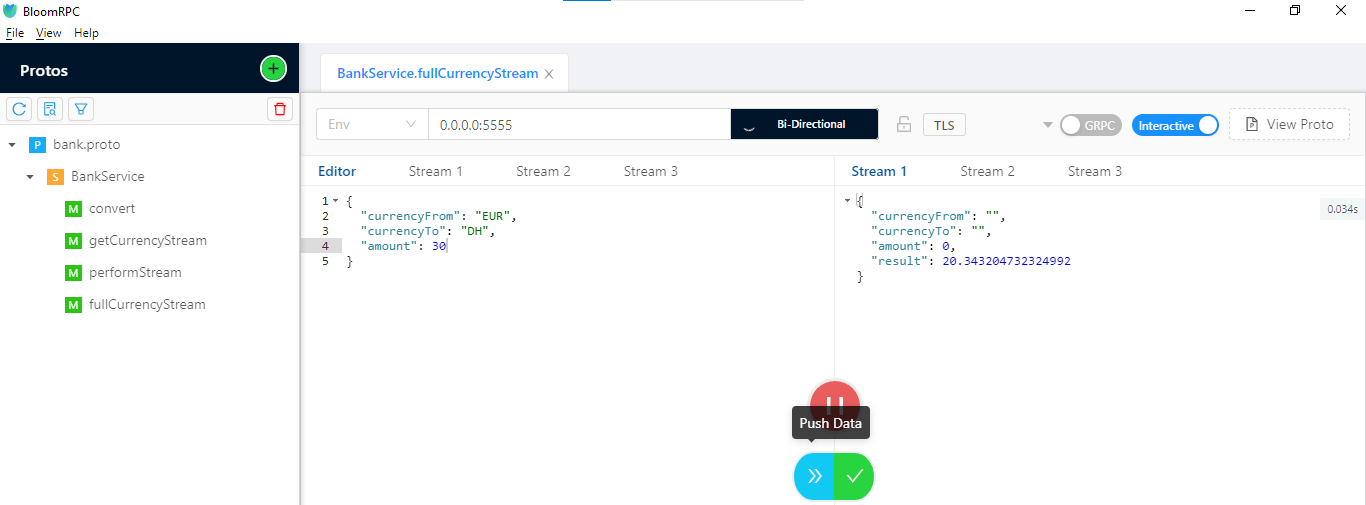 BloomRPC
File View Help
Protos
BankService.fullCurrencyStream
Env
0.0.0.0:5555
Bi-Directional
TLS
GRPC
Interactive
View Proto
P bank.proto
S BankService
M convert
M getCurrencyStream
M performStream
M fullCurrencyStream
Editor Stream 1 Stream 2 Stream 3
1 {
2 "currencyFrom": "EUR",
3 "currencyTo": "DH",
4 "amount": 30
5 }
Stream 1 Stream 2 Stream 3
{
"currencyFrom": "",
"currencyTo": "",
"amount": 0,
"result": 20.343204732324992
}
0.034s
Push Data